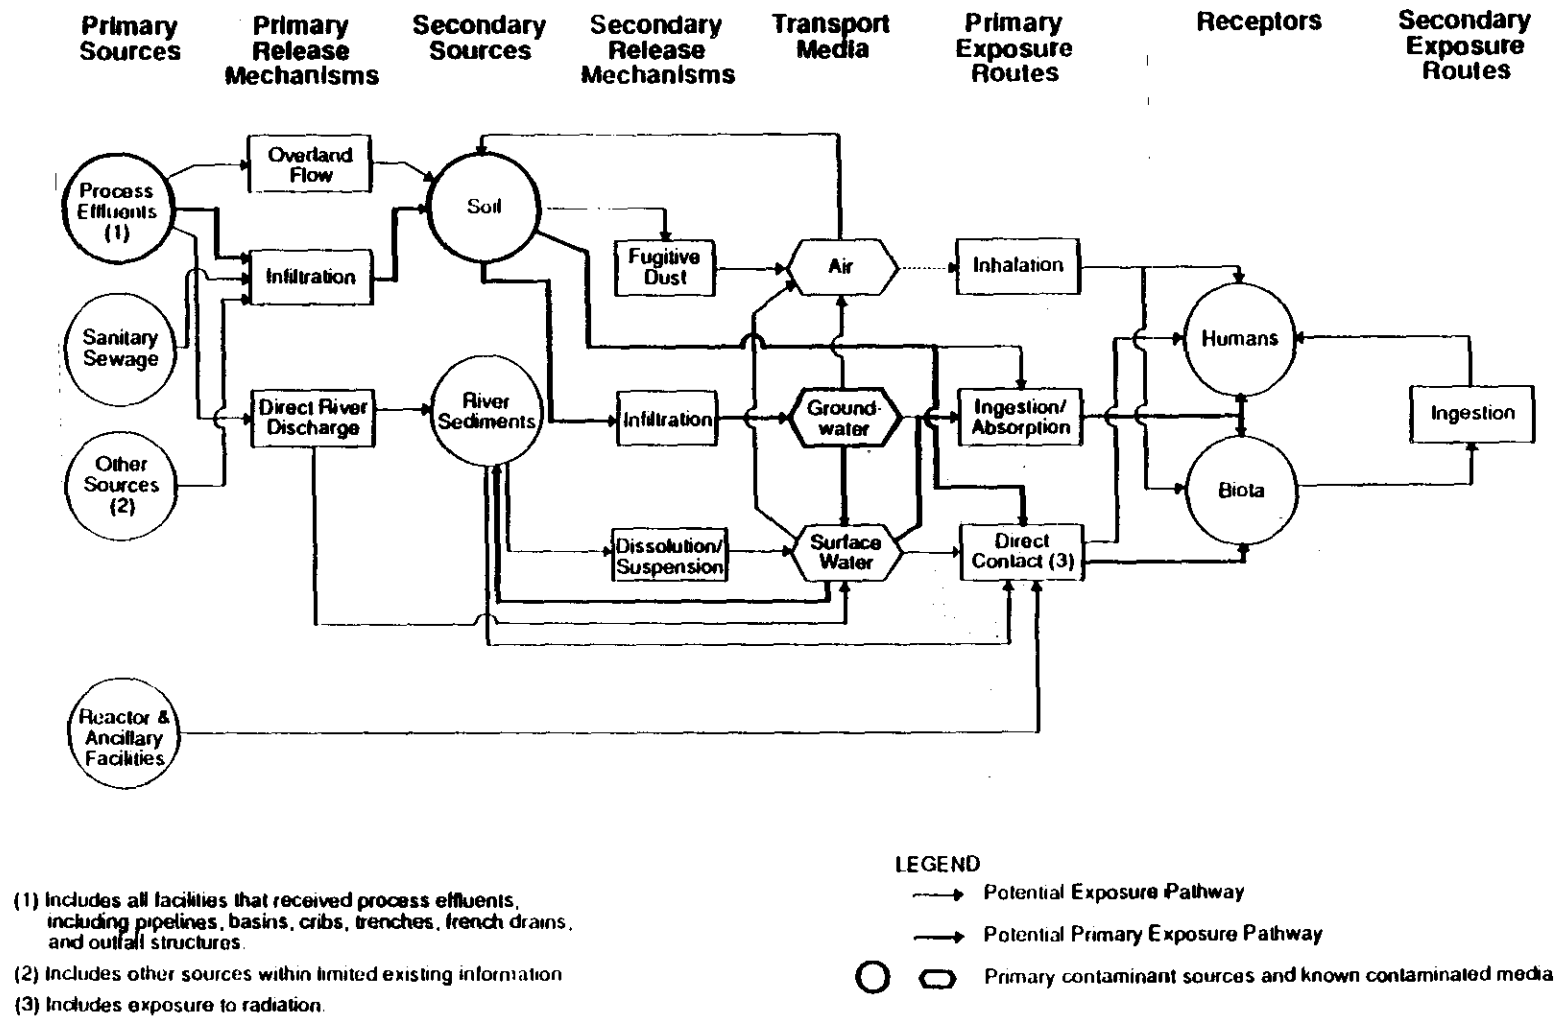 Primary
Sources
Primary
Release
Mechanisms
Secondary
Sources
Secondary
Release
Mechanisms
Transport
Media
Primary
Exposure
Routes
Receptors
Secondary
Exposure
Routes
Process
Effluents
(1)
Sanitary
Sewage
Other
Sources
(2)
Reactor &
Ancillary
Facilities
Overland
Flow
Infiltration
Direct River
Discharge
Soil
River
Sediments
Fugitive
Dust
Infiltration
Dissolution/
Suspension
Air
Ground-
water
Surface
Water
Inhalation
Ingestion/
Absorption
Direct
Contact (3)
Humans
Biota
Ingestion
(1) Includes all facilities that received process effluents,
including pipelines, basins, cribs, trenches, french drains,
and outfall structures.
(2) Includes other sources within limited existing information
(3) Includes exposure to radiation.
LEGEND
Potential Exposure Pathway
Potential Primary Exposure Pathway
Primary contaminant sources and known contaminated media